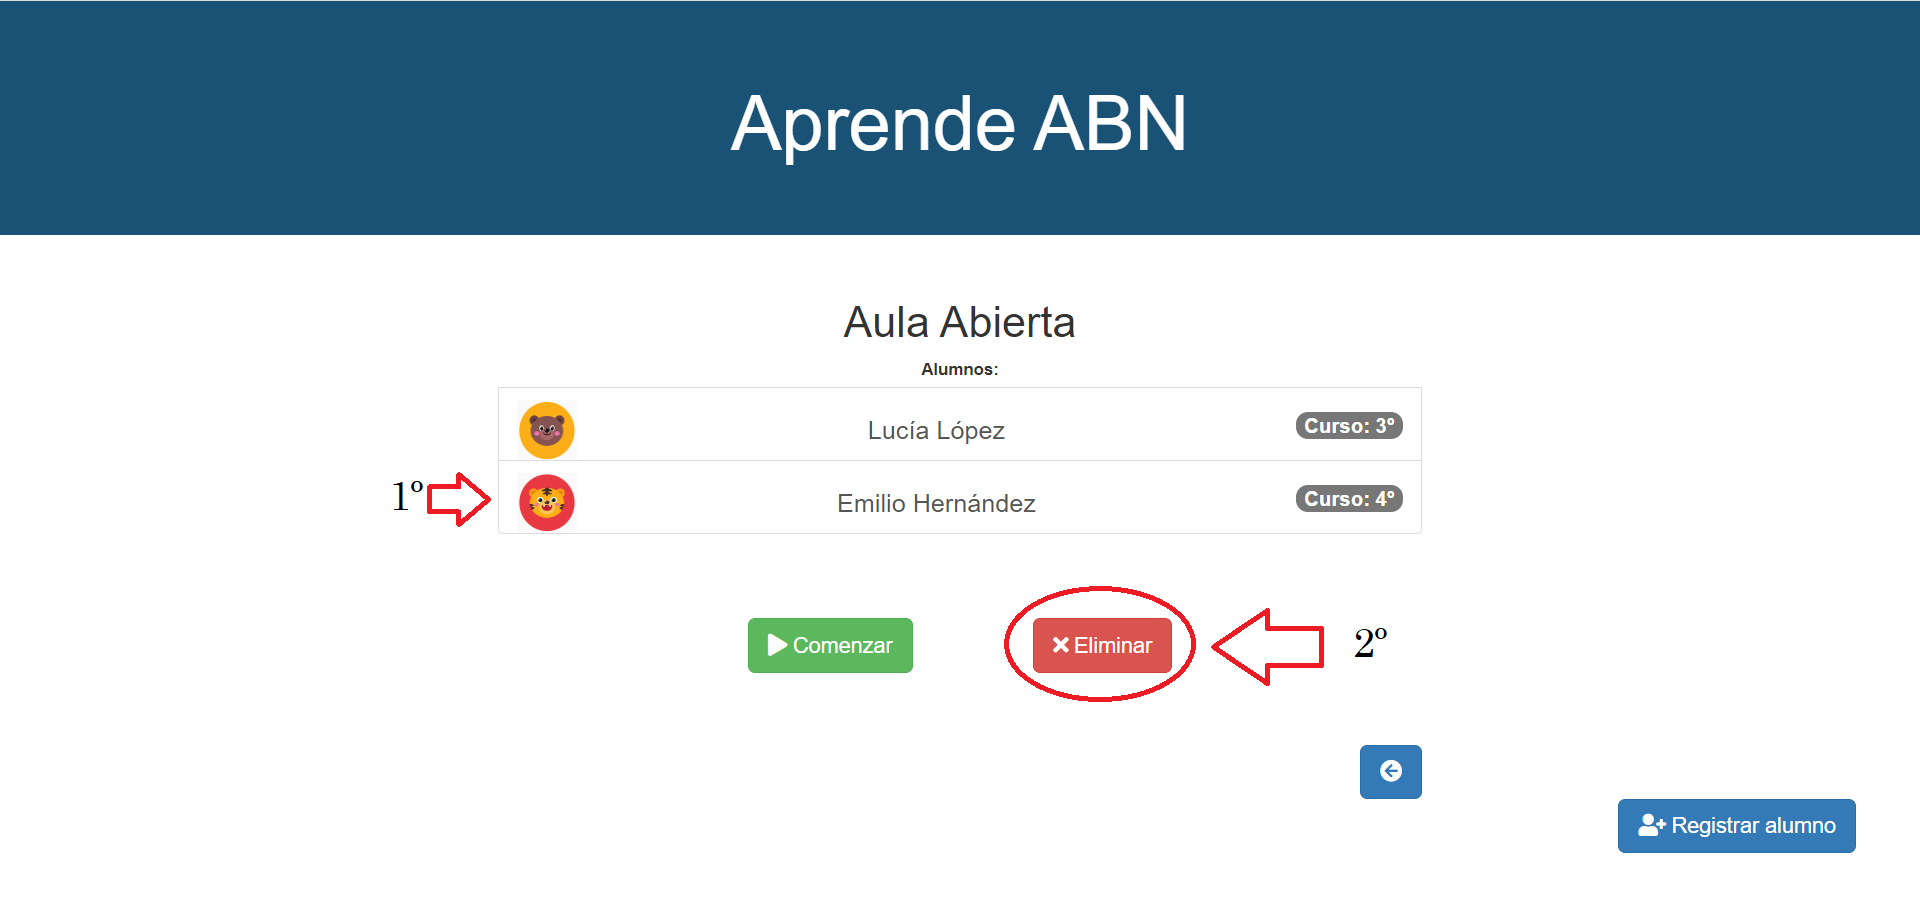 Aprende ABN
Aula Abierta
Alumnos:
Lucía López Curso: 3º
1º Emilio Hernández Curso: 4º
Comenzar Eliminar 2º
Registrar alumno